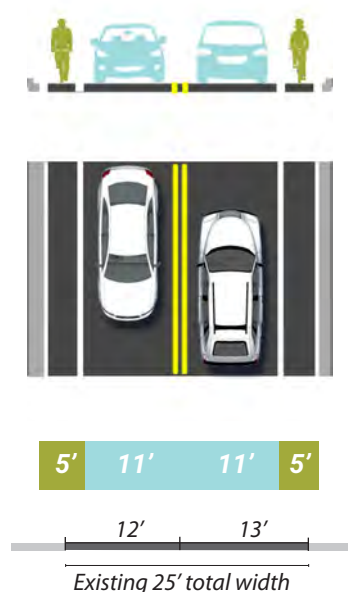 5’ 11’ 11’ 5’
12’ 13’
Existing 25’ total width